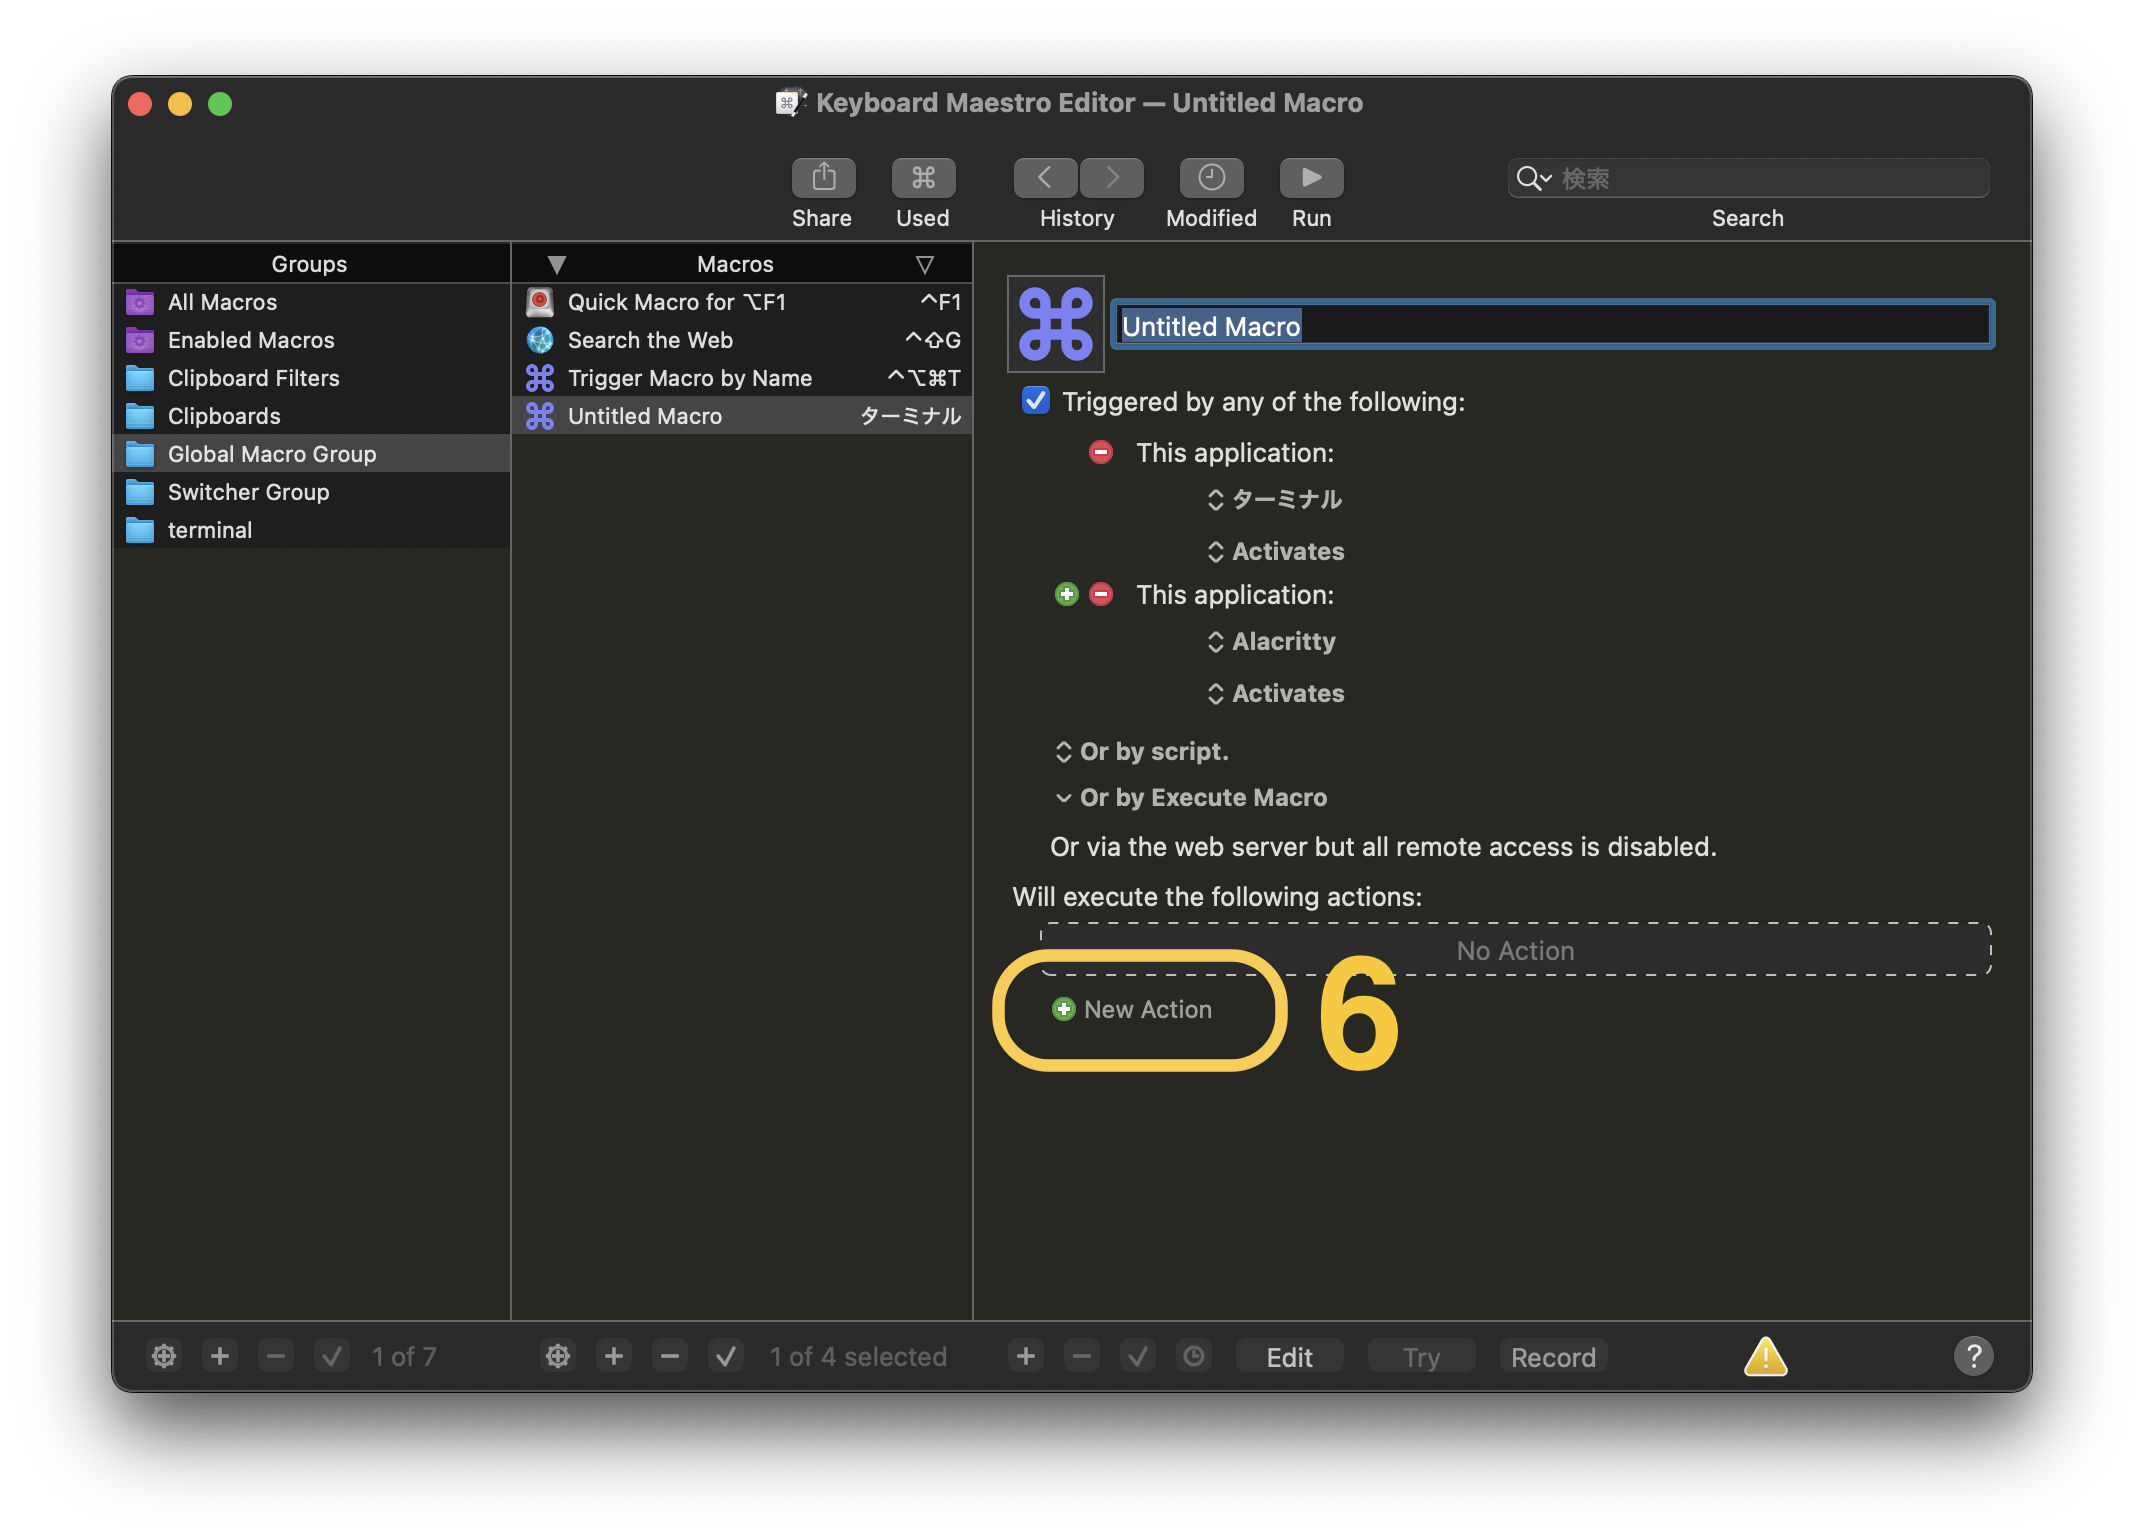 Keyboard Maestro Editor — Untitled Macro
Share
Used
History
Modified
Run
検索
Search
Groups
All Macros
Enabled Macros
Clipboard Filters
Clipboards
Global Macro Group
Switcher Group
terminal
Macros
Quick Macro for ⌥F1 ^F1
Search the Web ^⇧G
Trigger Macro by Name ^⌥⌘T
Untitled Macro ターミナル
Untitled Macro
Triggered by any of the following:
This application:
ターミナル
Activates
This application:
Alacritty
Activates
Or by script.
Or by Execute Macro
Or via the web server but all remote access is disabled.
Will execute the following actions:
No Action
New Action
6
1 of 7
1 of 4 selected
Edit
Try
Record
?